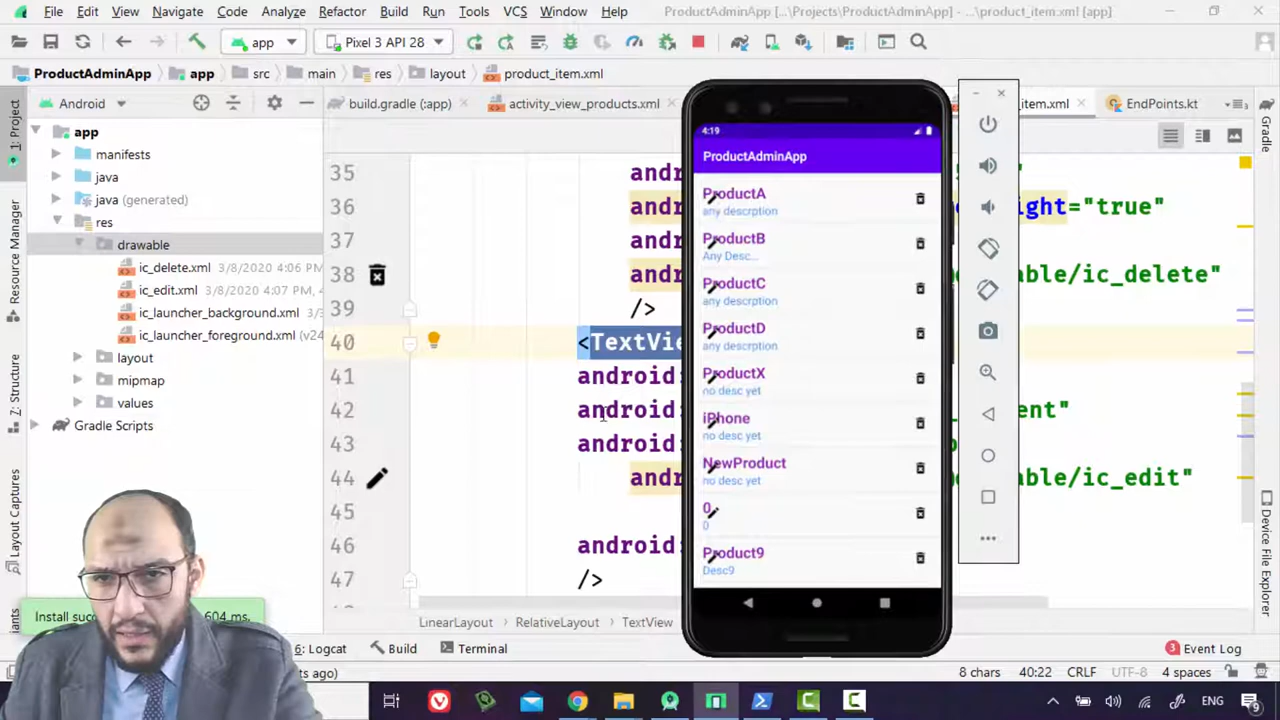 File Edit View Navigate Code Analyze Refactor Build Run Tools VCS Window Help ProductAdminApp [...\Projects\ProductAdminApp] - ...\product_item.xml [app]
app Pixel 3 API 28
ProductAdminApp app src main res layout product_item.xml
Android build.gradle (:app) activity_view_products.xml _item.xml EndPoints.kt
1: Project
Resource Manager
Z: Structure
Layout Captures
Gradle
Device File Explorer
app
manifests
java
java (generated)
res
drawable
ic_delete.xml 3/8/2020 4:06 PM
ic_edit.xml 3/8/2020 4:07 PM, 4
ic_launcher_background.xml
ic_launcher_foreground.xml (v24
layout
mipmap
values
Gradle Scripts
35 andr
36 andr ight="true"
37 andr
38 andr able/ic_delete"
39 />
40 <TextVie
41 android:
42 android: ent"
43 android:
44 andr able/ic_edit"
45
46 android:
47 />
4:19
ProductAdminApp
ProductA
any descrption
ProductB
Any Desc...
ProductC
any descrption
ProductD
any descrption
ProductX
no desc yet
iPhone
no desc yet
NewProduct
no desc yet
0
0
Product9
Desc9
LinearLayout RelativeLayout TextView
Install succ 604 ms.
6: Logcat Build Terminal 3 Event Log
s ago) 8 chars 40:22 CRLF UTF-8 4 spaces
ENG 9